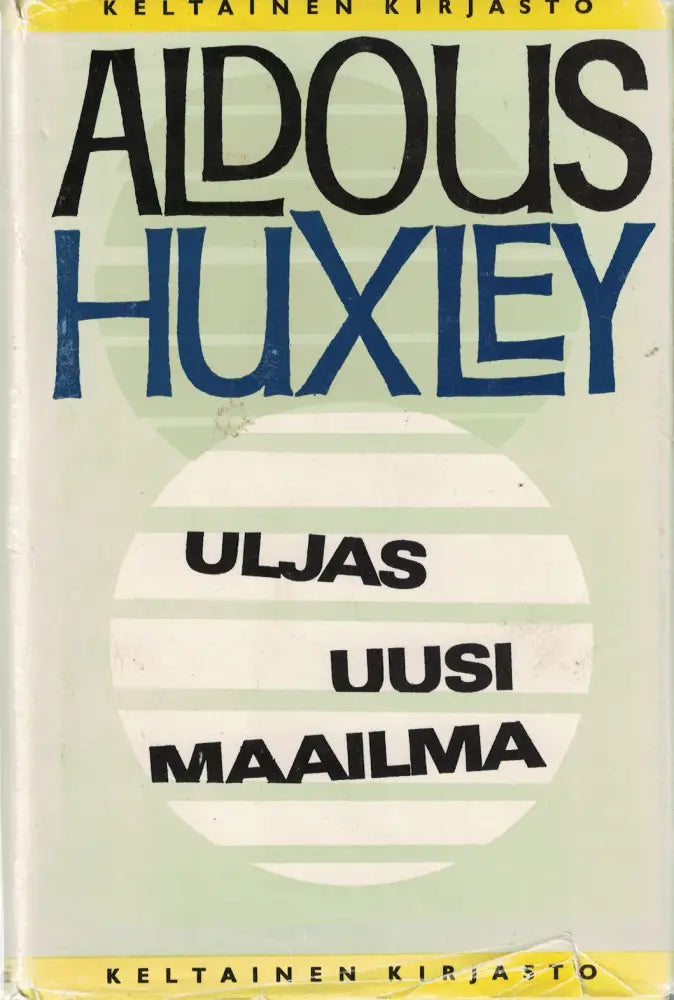 KELTAINEN KIRJASTO
ALDOUS
HUXLEY
ULJAS
UUSI
MAAILMA
KELTAINEN KIRJASTO